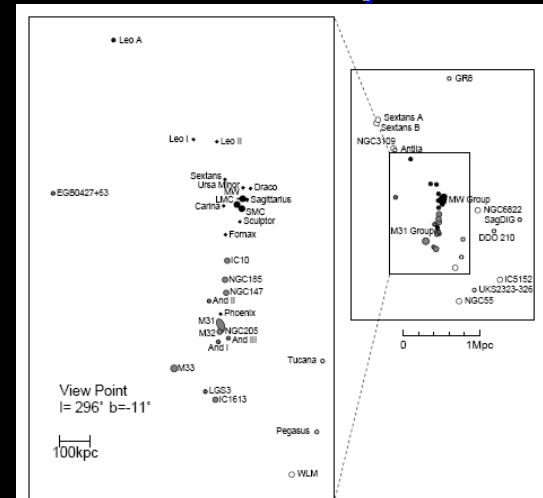 Leo A
Leo I
Leo II
Sextans
Ursa Minor
MW
Draco
LMC
Sagittarius
Carina
SMC
Sculptor
Fornax
EGB0427+63
IC10
NGC185
NGC147
And II
Phoenix
M31
M32
NGC205
And I
And III
M33
Tucana
LGS3
IC1613
Pegasus
WLM
View Point
l= 296° b=-11°
100kpc
GR8
Sextans A
Sextans B
NGC3109
Antlia
MW Group
NGC6822
SagDIG
M31 Group
DDO 210
IC5152
UKS2323-326
NGC55
0 1Mpc